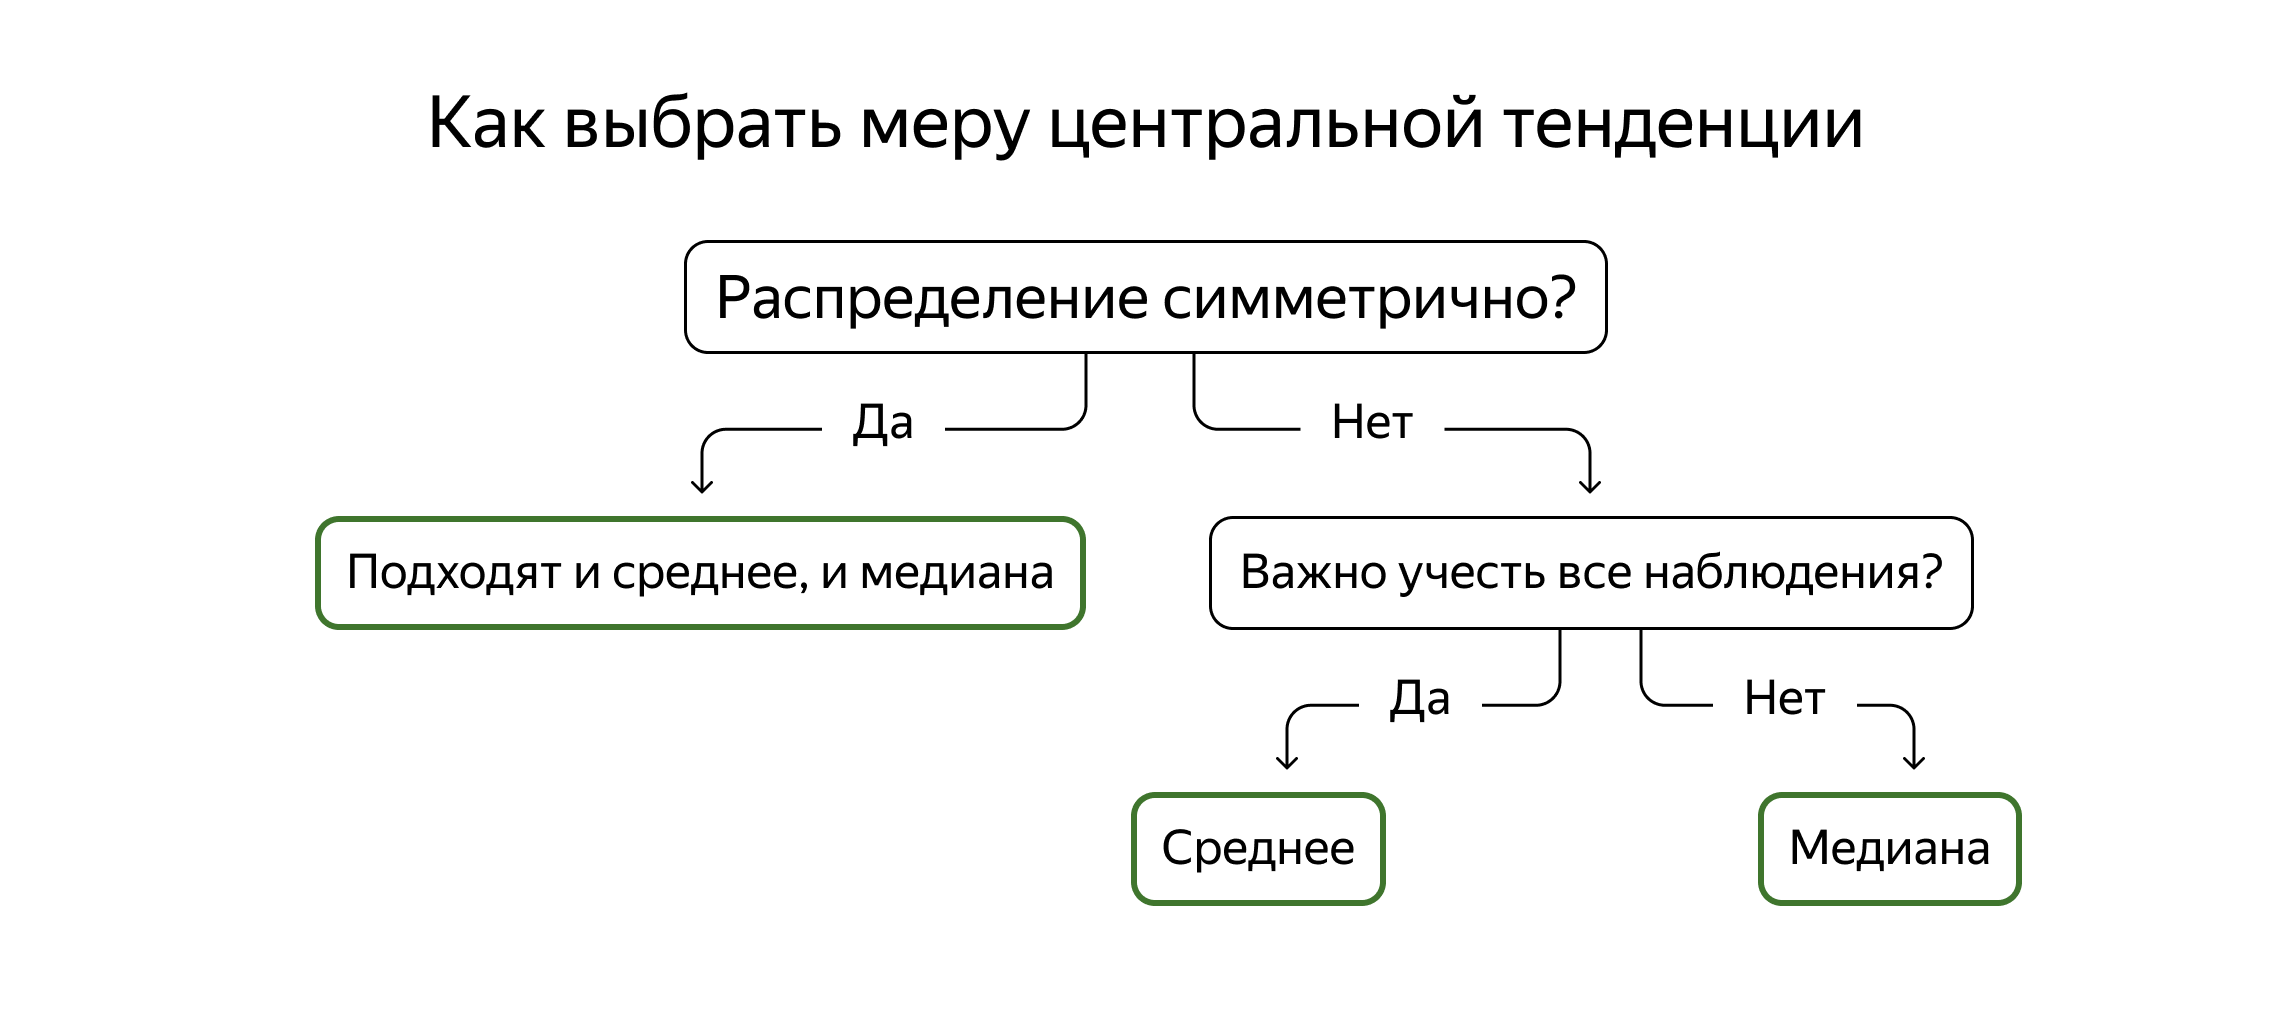 Как выбрать меру центральной тенденции
Распределение симметрично?
Да
Нет
Подходят и среднее, и медиана
Важно учесть все наблюдения?
Да
Нет
Среднее
Медиана